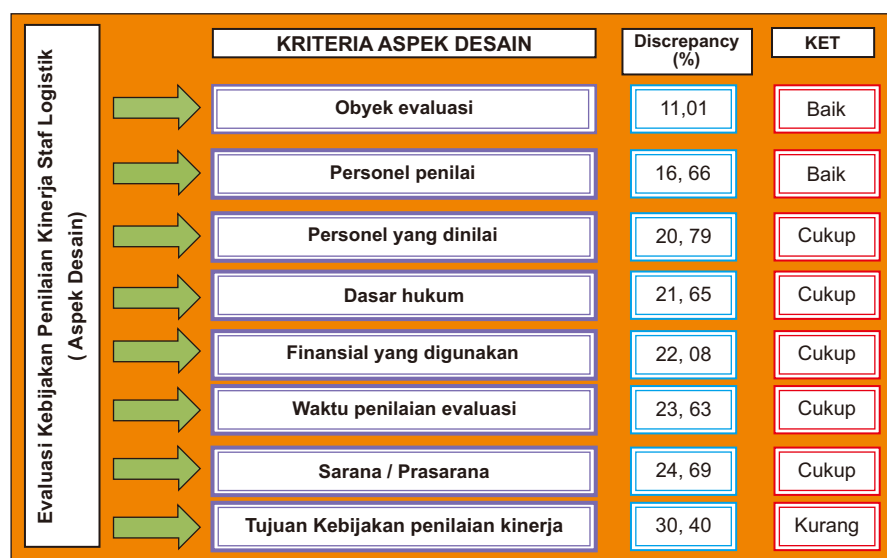 Evaluasi Kebijakan Penilaian Kinerja Staf Logistik
( Aspek Desain)
KRITERIA ASPEK DESAIN
Discrepancy
(%)
KET
Obyek evaluasi
11,01
Baik
Personel penilai
16, 66
Baik
Personel yang dinilai
20, 79
Cukup
Dasar hukum
21, 65
Cukup
Finansial yang digunakan
22, 08
Cukup
Waktu penilaian evaluasi
23, 63
Cukup
Sarana / Prasarana
24, 69
Cukup
Tujuan Kebijakan penilaian kinerja
30, 40
Kurang